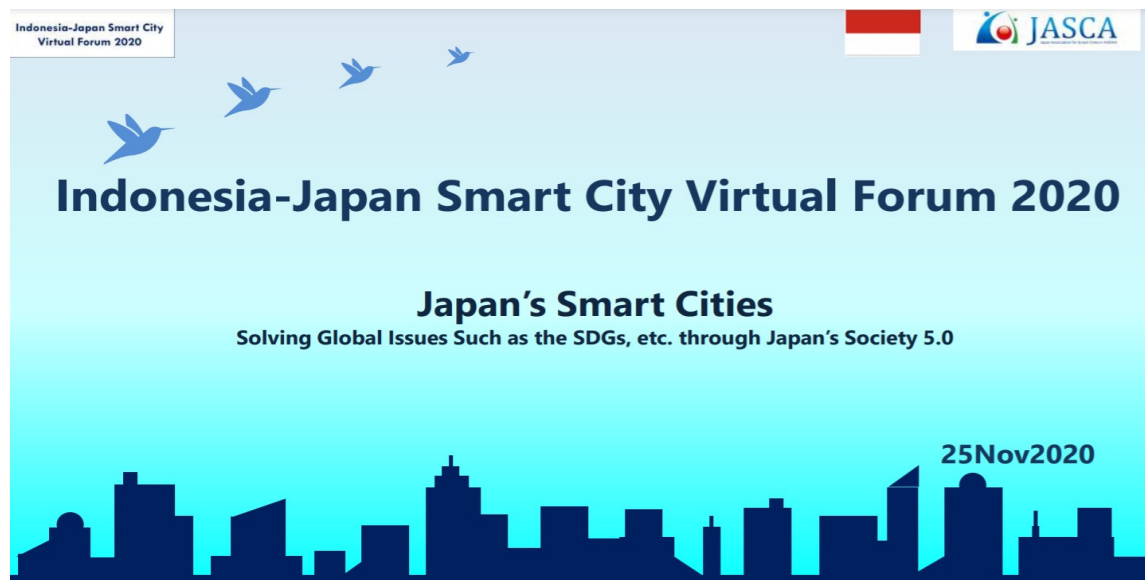 Indonesia-Japan Smart City
Virtual Forum 2020
JASCA
Indonesia-Japan Smart City Virtual Forum 2020
Japan’s Smart Cities
Solving Global Issues Such as the SDGs, etc. through Japan’s Society 5.0
25Nov2020